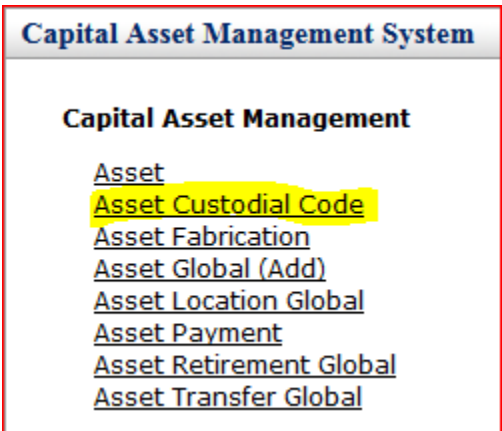 Capital Asset Management System
Capital Asset Management
Asset
Asset Custodial Code
Asset Fabrication
Asset Global (Add)
Asset Location Global
Asset Payment
Asset Retirement Global
Asset Transfer Global